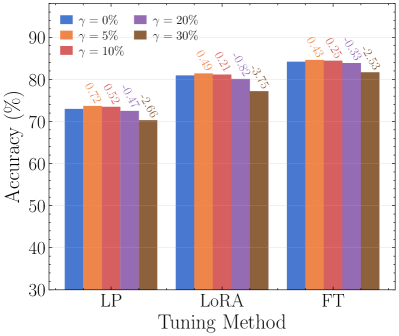 γ = 0%
γ = 5%
γ = 10%
γ = 20%
γ = 30%
Accuracy (%)
90
80
70
60
50
40
30
0.72
0.52
-0.47
-2.66
0.49
0.21
-0.82
-3.75
0.43
0.25
-0.33
-2.53
LP
LoRA
FT
Tuning Method